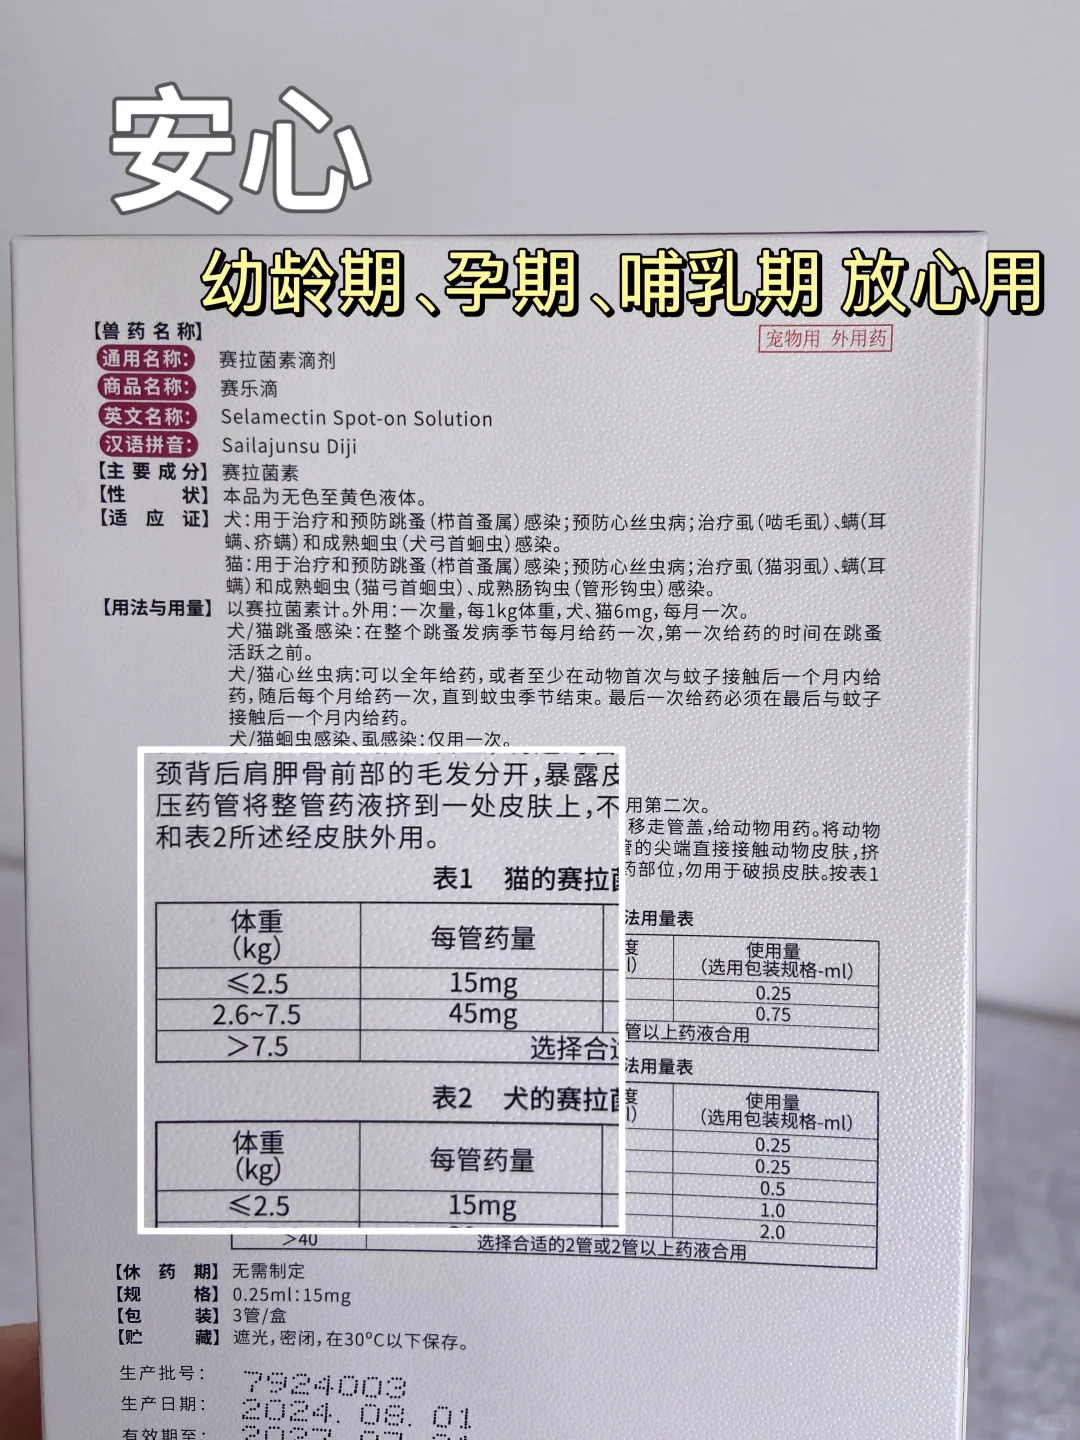 安心
幼龄期、孕期、哺乳期 放心用
【兽药名称】
宠物用 外用药
通用名称: 赛拉菌素滴剂
商品名称: 赛乐滴
英文名称: Selamectin Spot-on Solution
汉语拼音: Sailajunsu Diji
【主要成分】赛拉菌素
【性 状】本品为无色至黄色液体。
【适 应 证】犬:用于治疗和预防跳蚤(栉首蚤属)感染;预防心丝虫病;治疗虱(啮毛虱)、螨(耳
螨、疥螨)和成熟蛔虫(犬弓首蛔虫)感染。
猫:用于治疗和预防跳蚤(栉首蚤属)感染;预防心丝虫病;治疗虱(猫羽虱)、螨(耳
螨)和成熟蛔虫(猫弓首蛔虫)、成熟肠钩虫(管形钩虫)感染。
【用法与用量】以赛拉菌素计。外用:一次量,每1kg体重,犬、猫6mg,每月一次。
犬/猫跳蚤感染:在整个跳蚤发病季节每月给药一次,第一次给药的时间在跳蚤
活跃之前。
犬/猫心丝虫病:可以全年给药,或者至少在动物首次与蚊子接触后一个月内给
药,随后每个月给药一次,直到蚊虫季节结束。最后一次给药必须在最后与蚊子
接触后一个月内给药。
犬/猫蛔虫感染、虱感染:仅用一次。
颈背后肩胛骨前部的毛发分开,暴露皮
压药管将整管药液挤到一处皮肤上,不
和表2所述经皮肤外用。
表1 猫的赛拉菌
体重
(kg)
每管药量
≤2.5 15mg
2.6~7.5 45mg
>7.5 选择合适
表2 犬的赛拉菌
体重
(kg)
每管药量
≤2.5 15mg
用第二次。
移走管盖,给动物用药。将动物
管的尖端直接接触动物皮肤,挤
药部位,勿用于破损皮肤。按表1
法用量表
度
使用量
(选用包装规格-ml)
0.25
0.75
管以上药液合用
法用量表
度
使用量
(选用包装规格-ml)
0.25
0.25
0.5
1.0
2.0
>40 选择合适的2管或2管以上药液合用
【休 药 期】无需制定
【规 格】0.25ml:15mg
【包 装】3管/盒
【贮 藏】遮光,密闭,在30℃以下保存。
生产批号: 7924003
生产日期: 2024. 08. 01
有效期至: